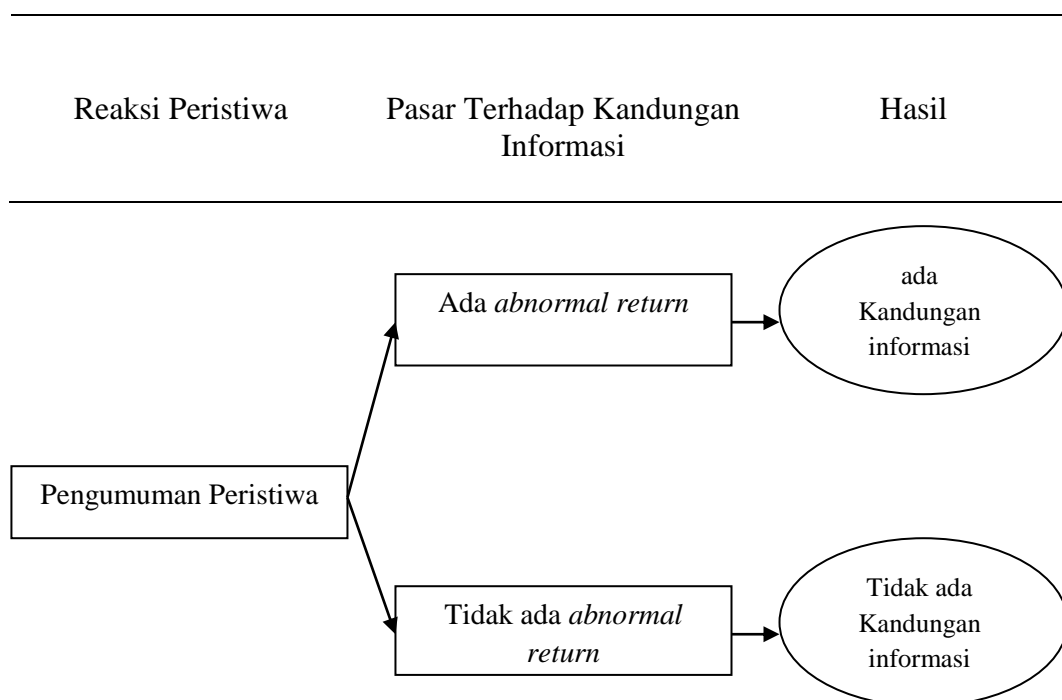 Reaksi Peristiwa
Pasar Terhadap Kandungan
Informasi
Hasil
Ada abnormal return
ada
Kandungan
informasi
Pengumuman Peristiwa
Tidak ada abnormal
return
Tidak ada
Kandungan
informasi